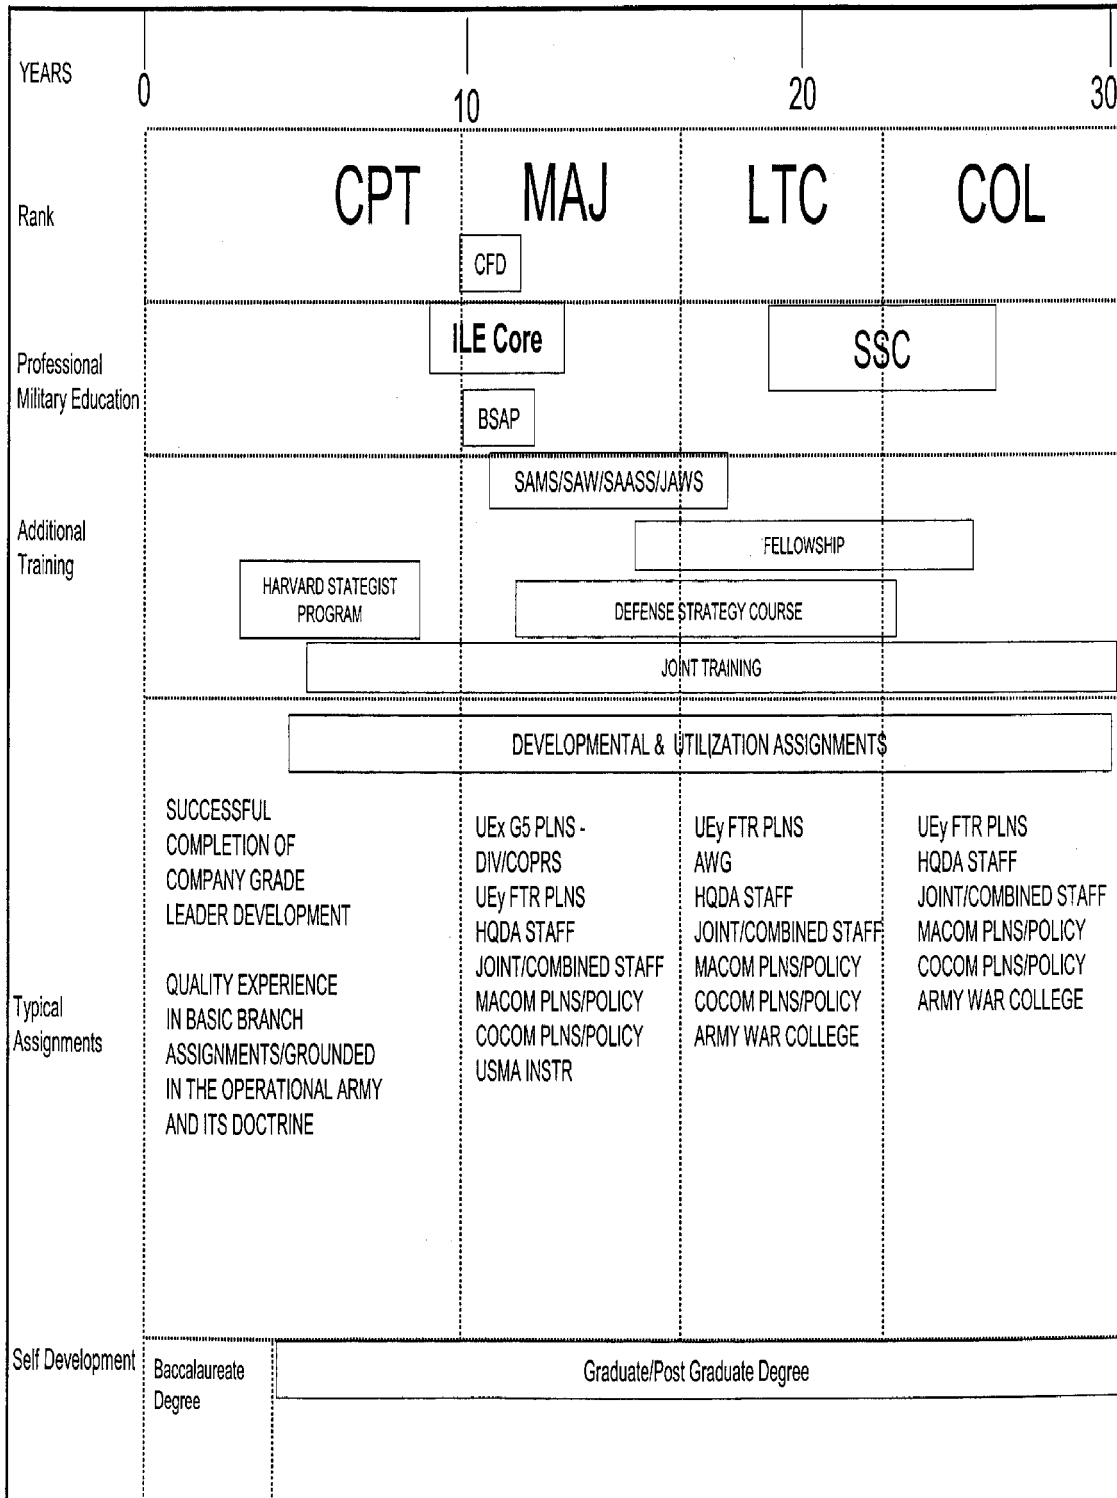 YEARS
0
10
20
30
Rank
CPT
MAJ
LTC
COL
CFD
Professional
Military Education
ILE Core
SSC
BSAP
Additional
Training
SAMS/SAW/SAASS/JAWS
FELLOWSHIP
HARVARD STATEGIST
PROGRAM
DEFENSE STRATEGY COURSE
JOINT TRAINING
Typical
Assignments
DEVELOPMENTAL & UTILIZATION ASSIGNMENTS
SUCCESSFUL
COMPLETION OF
COMPANY GRADE
LEADER DEVELOPMENT
QUALITY EXPERIENCE
IN BASIC BRANCH
ASSIGNMENTS/GROUNDED
IN THE OPERATIONAL ARMY
AND ITS DOCTRINE
UEx G5 PLNS -
DIV/COPRS
UEy FTR PLNS
HQDA STAFF
JOINT/COMBINED STAFF
MACOM PLNS/POLICY
COCOM PLNS/POLICY
USMA INSTR
UEy FTR PLNS
AWG
HQDA STAFF
JOINT/COMBINED STAFF
MACOM PLNS/POLICY
COCOM PLNS/POLICY
ARMY WAR COLLEGE
UEy FTR PLNS
HQDA STAFF
JOINT/COMBINED STAFF
MACOM PLNS/POLICY
COCOM PLNS/POLICY
ARMY WAR COLLEGE
Self Development
Baccalaureate
Degree
Graduate/Post Graduate Degree